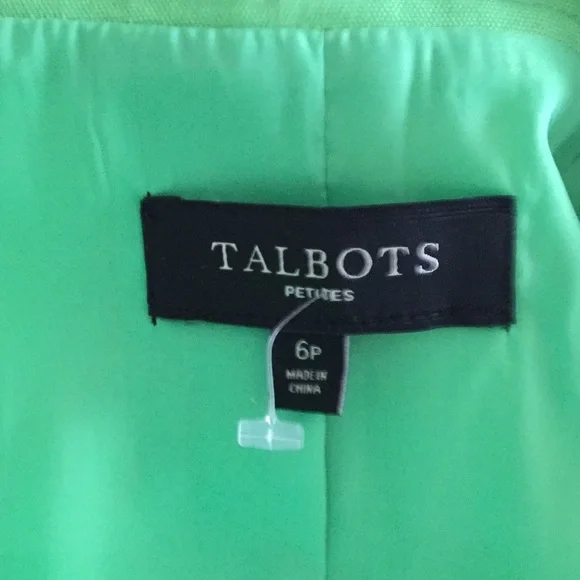 TALBOTS
PETITES
6P
MADE IN
CHINA